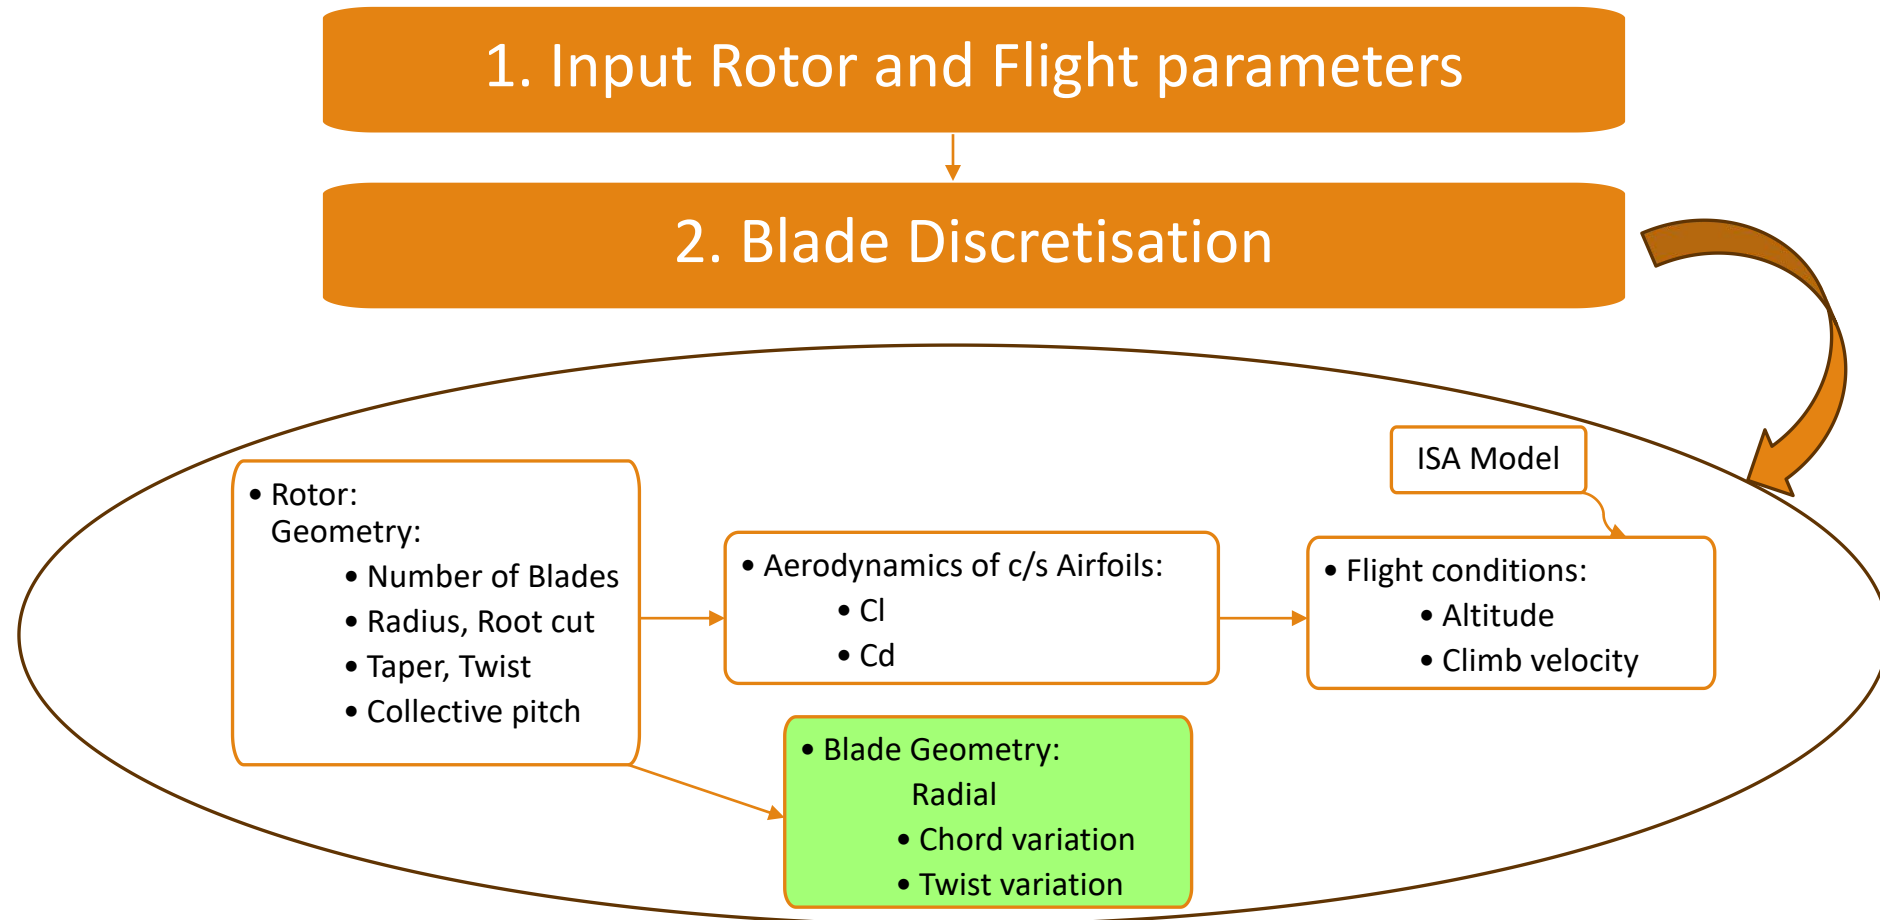 1. Input Rotor and Flight parameters
2. Blade Discretisation
ISA Model
• Rotor:
Geometry:
• Number of Blades
• Radius, Root cut
• Taper, Twist
• Collective pitch
• Aerodynamics of c/s Airfoils:
• Cl
• Cd
• Flight conditions:
• Altitude
• Climb velocity
• Blade Geometry:
Radial
• Chord variation
• Twist variation